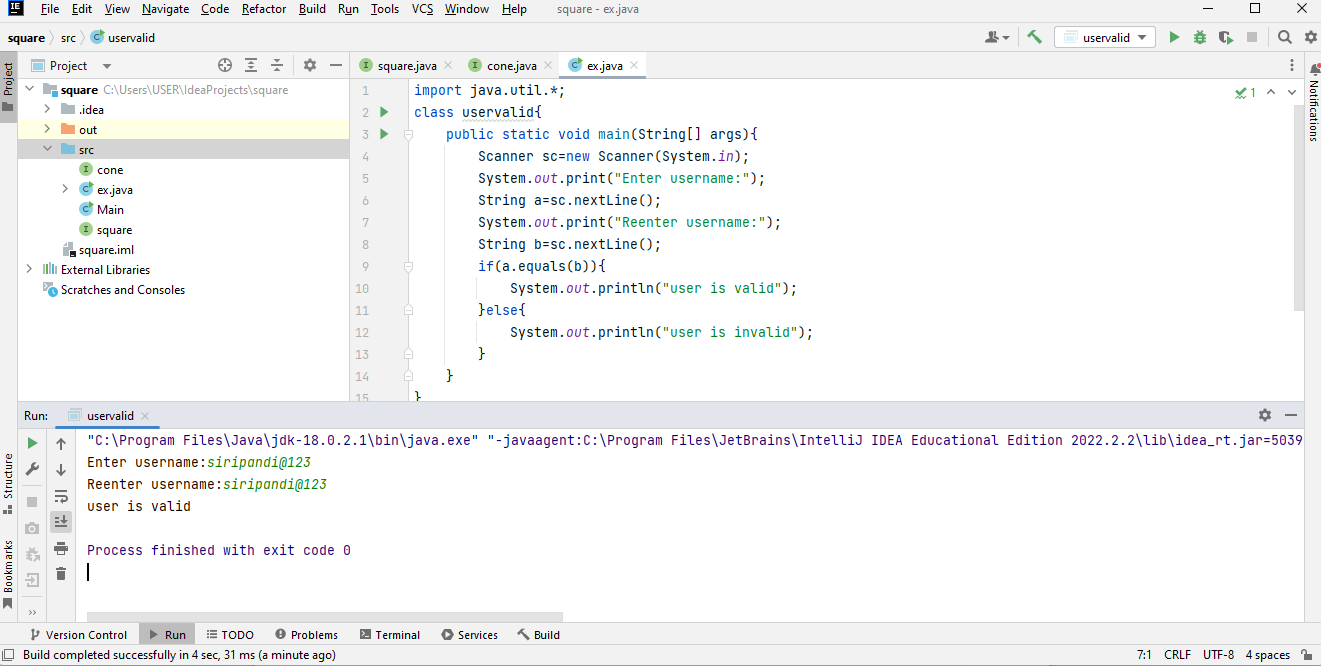 IE File Edit View Navigate Code Refactor Build Run Tools VCS Window Help square - ex.java
square src uservalid uservalid
Project square.java cone.java ex.java
square C:\Users\USER\IdeaProjects\square
.idea
out
src
cone
ex.java
Main
square
square.iml
External Libraries
Scratches and Consoles
1 import java.util.*;
2 class uservalid{
3 public static void main(String[] args){
4 Scanner sc=new Scanner(System.in);
5 System.out.print("Enter username:");
6 String a=sc.nextLine();
7 System.out.print("Reenter username:");
8 String b=sc.nextLine();
9 if(a.equals(b)){
10 System.out.println("user is valid");
11 }else{
12 System.out.println("user is invalid");
13 }
14 }
15 }
1
Project
Notifications
Structure
Bookmarks
Run: uservalid
"C:\Program Files\Java\jdk-18.0.2.1\bin\java.exe" "-javaagent:C:\Program Files\JetBrains\IntelliJ IDEA Educational Edition 2022.2.2\lib\idea_rt.jar=5039
Enter username:siripandi@123
Reenter username:siripandi@123
user is valid
Process finished with exit code 0
Version Control Run TODO Problems Terminal Services Build
Build completed successfully in 4 sec, 31 ms (a minute ago) 7:1 CRLF UTF-8 4 spaces